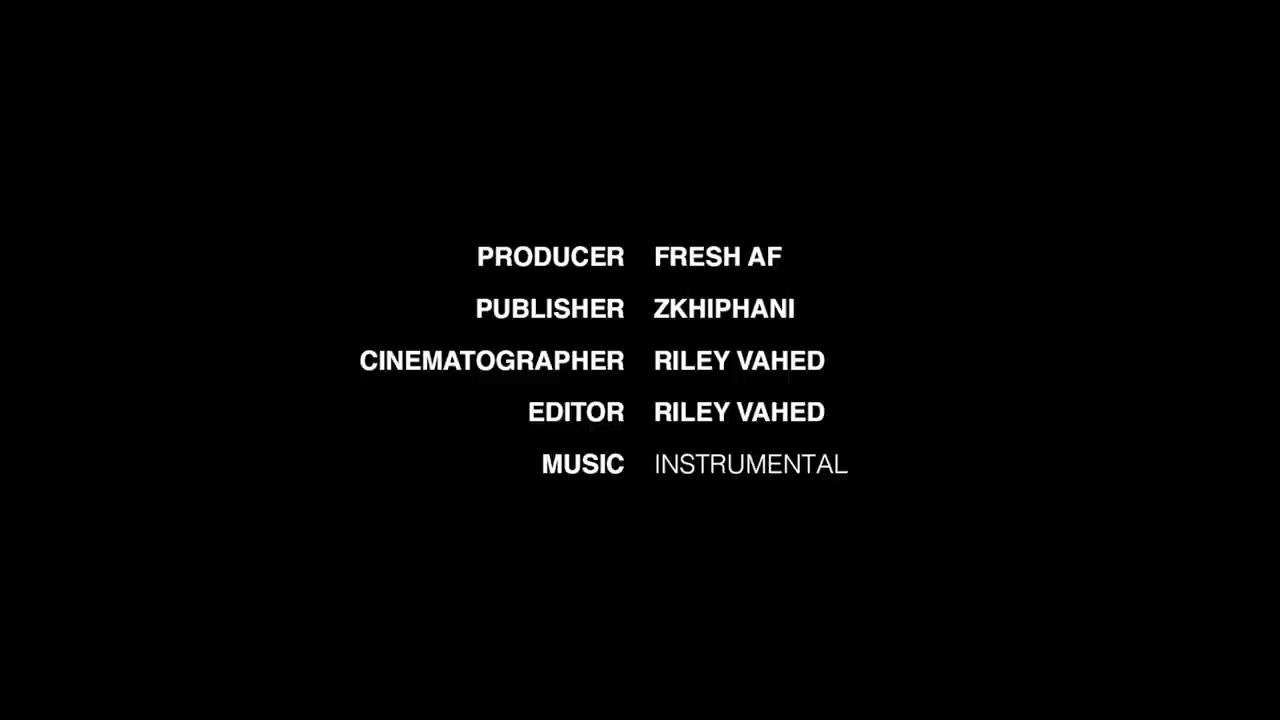 PRODUCER FRESH AF
PUBLISHER ZKHIPHANI
CINEMATOGRAPHER RILEY VAHED
EDITOR RILEY VAHED
MUSIC INSTRUMENTAL